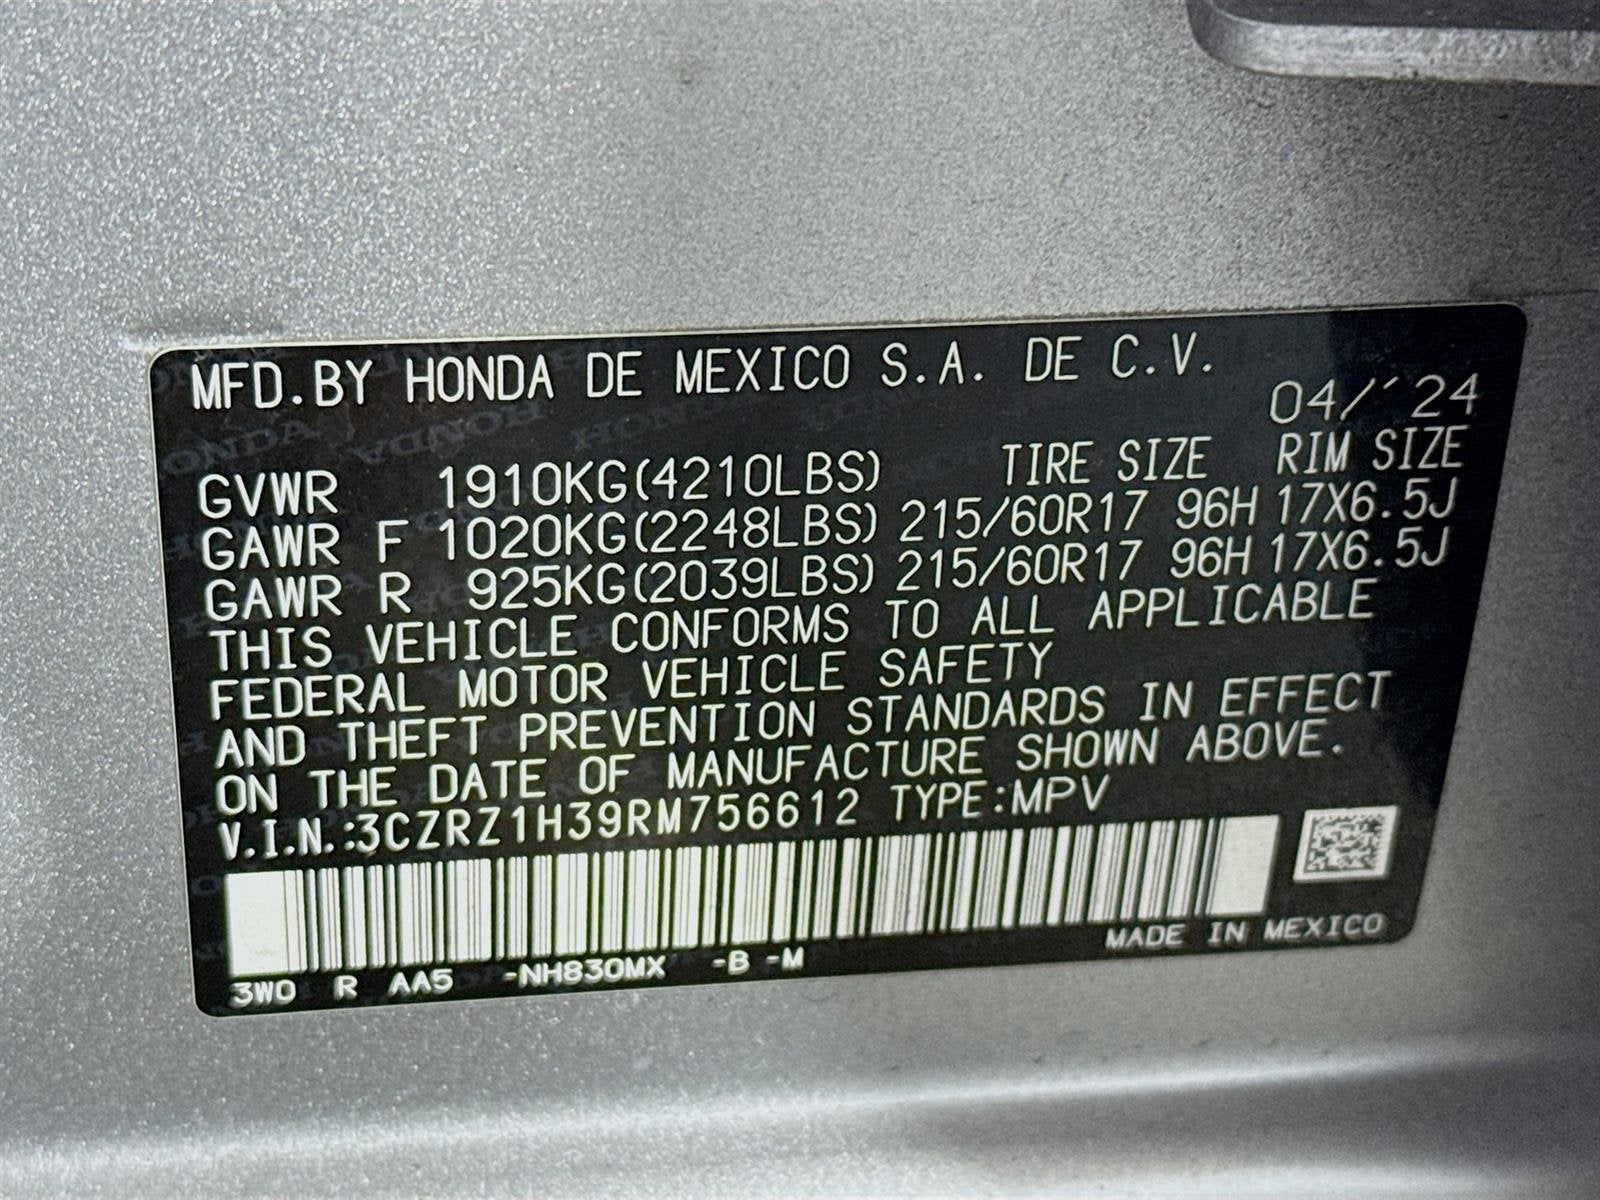 MFD.BY HONDA DE MEXICO S.A. DE C.V.
04/´24
TIRE SIZE RIM SIZE
GVWR 1910KG(4210LBS)
GAWR F 1020KG(2248LBS) 215/60R17 96H 17X6.5J
GAWR R 925KG(2039LBS) 215/60R17 96H 17X6.5J
THIS VEHICLE CONFORMS TO ALL APPLICABLE
FEDERAL MOTOR VEHICLE SAFETY
AND THEFT PREVENTION STANDARDS IN EFFECT
ON THE DATE OF MANUFACTURE SHOWN ABOVE.
V.I.N.:3CZRZ1H39RM756612 TYPE:MPV
MADE IN MEXICO
3W0 R AA5 -NH830MX -B -M